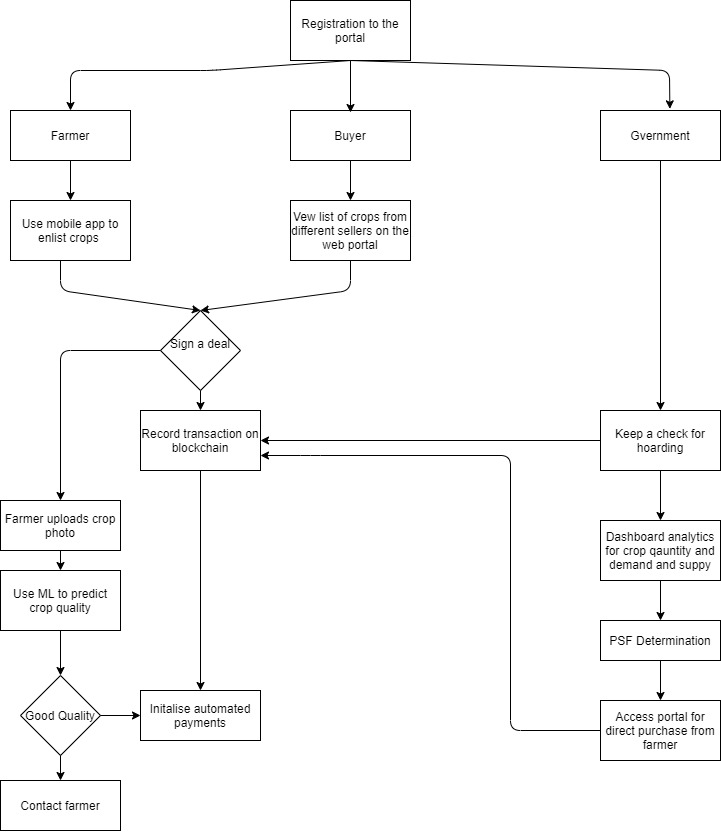 Registration to the
portal
Farmer
Buyer
Gvernment
Use mobile app to
enlist crops
Vew list of crops from
different sellers on the
web portal
Sign a deal
Record transaction on
blockchain
Keep a check for
hoarding
Farmer uploads crop
photo
Dashboard analytics
for crop qauntity and
demand and suppy
Use ML to predict
crop quality
PSF Determination
Good Quality
Initalise automated
payments
Access portal for
direct purchase from
farmer
Contact farmer